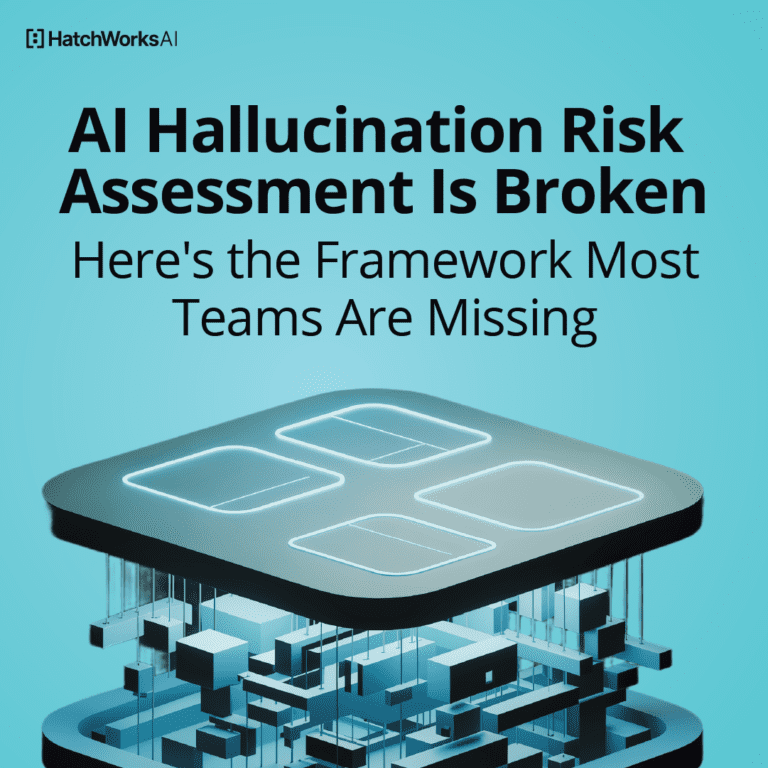 HatchWorksAI
AI Hallucination Risk
Assessment Is Broken
Here's the Framework Most
Teams Are Missing